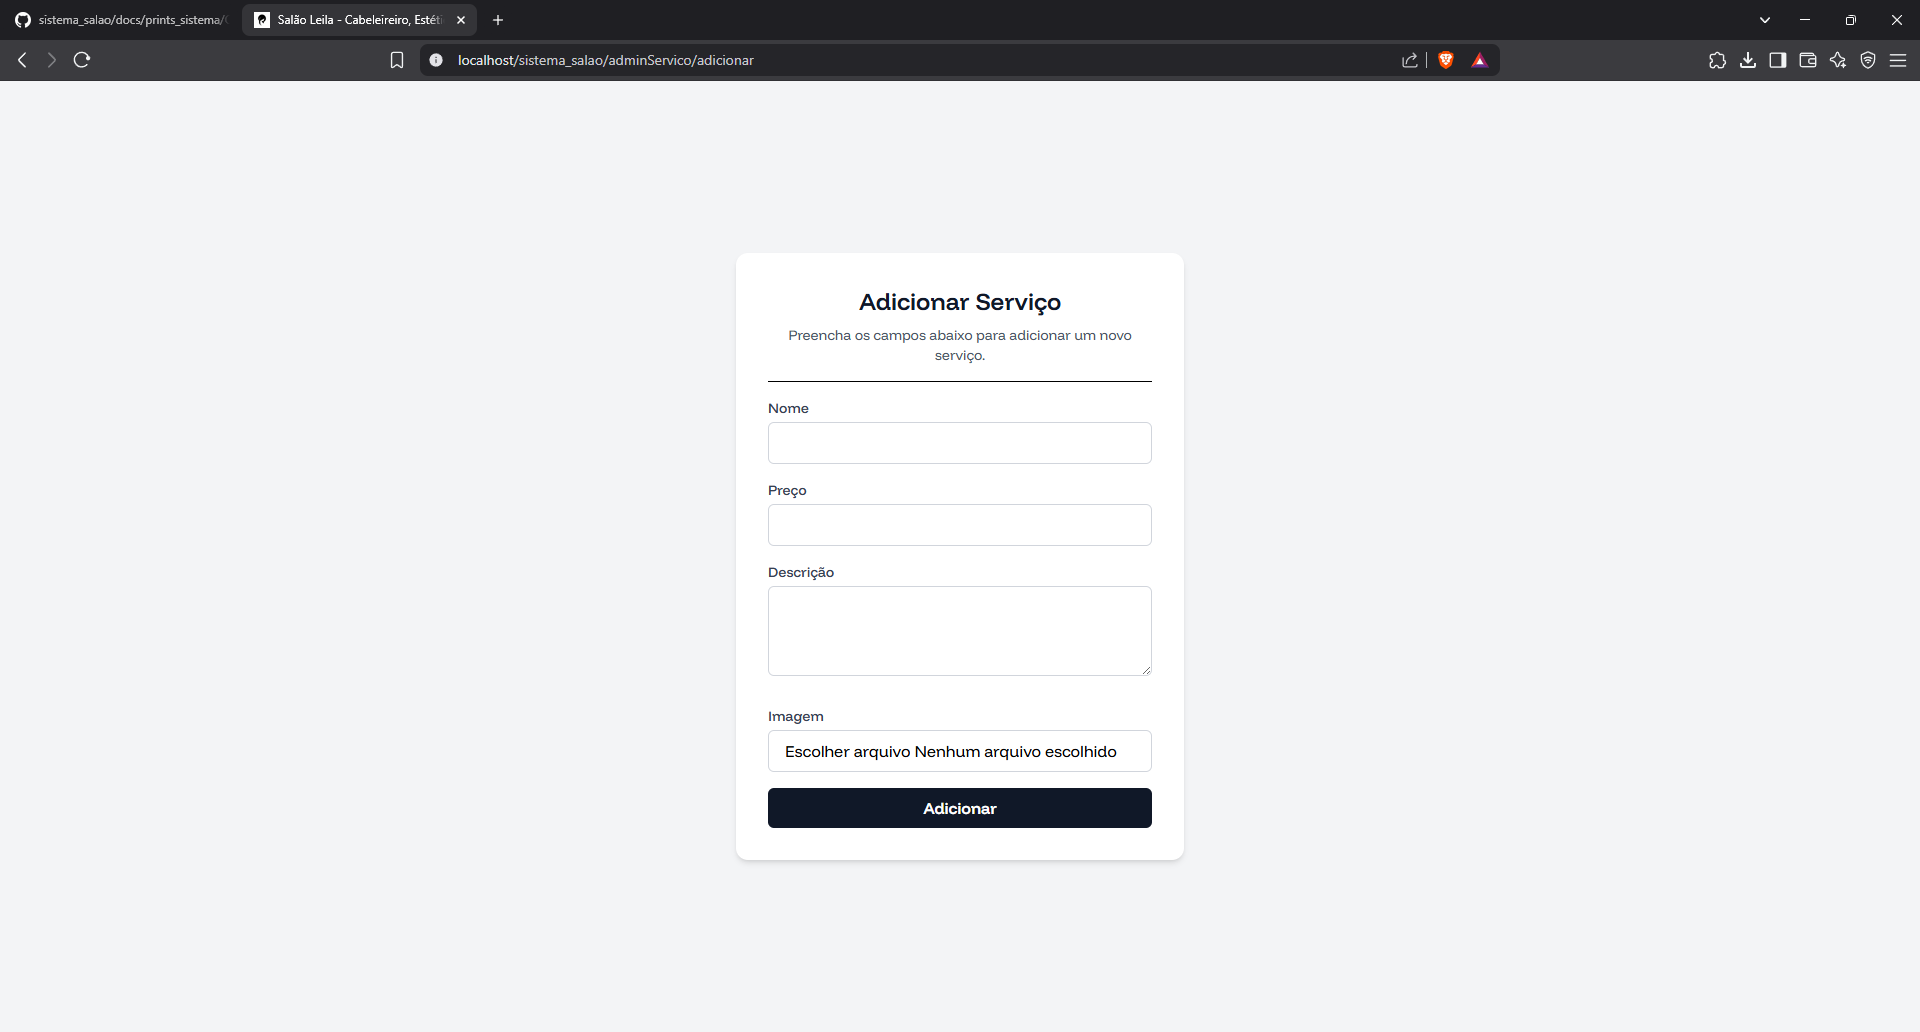 sistema_salao/docs/prints_sistema/
Salão Leila - Cabeleireiro, Estéti
localhost/sistema_salao/adminServico/adicionar
Adicionar Serviço
Preencha os campos abaixo para adicionar um novo
serviço.
Nome
Preço
Descrição
Imagem
Escolher arquivo Nenhum arquivo escolhido
Adicionar